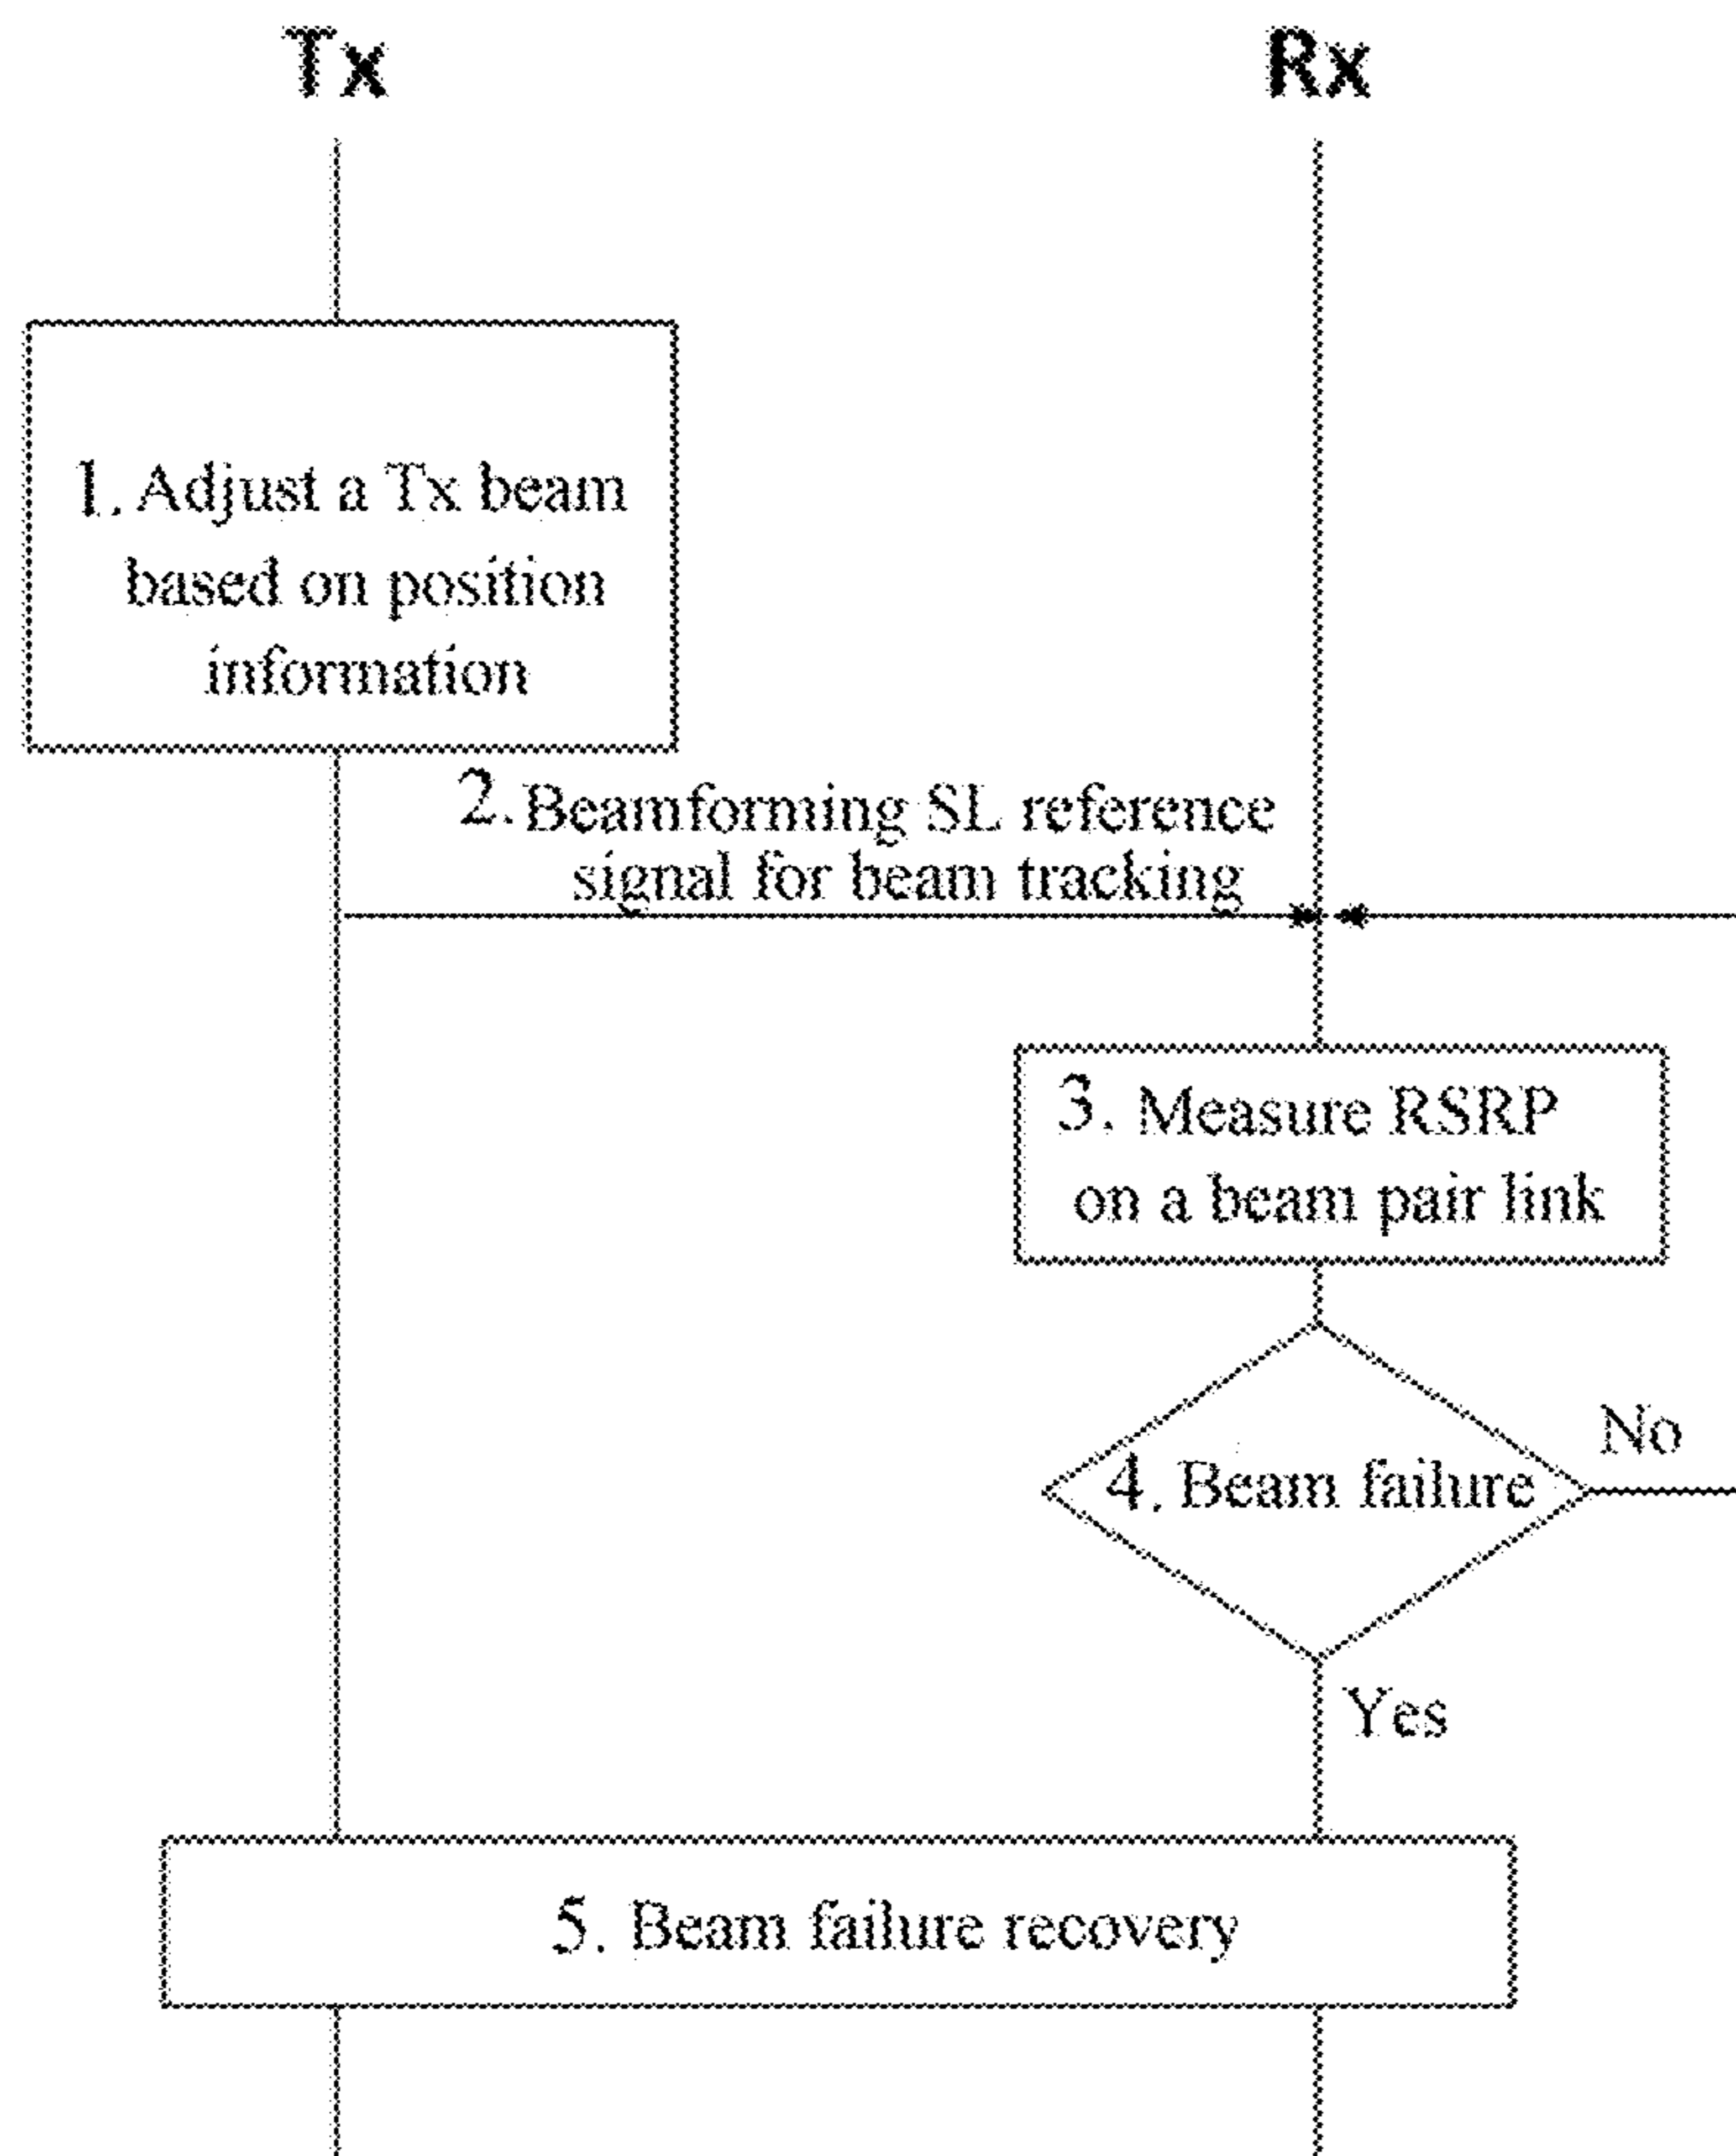 Tx
Rx
1. Adjust a Tx beam
based on position
information
2. Beamforming SL reference
signal for beam tracking
3. Measure RSRP
on a beam pair link
4. Beam failure
No
Yes
5. Beam failure recovery